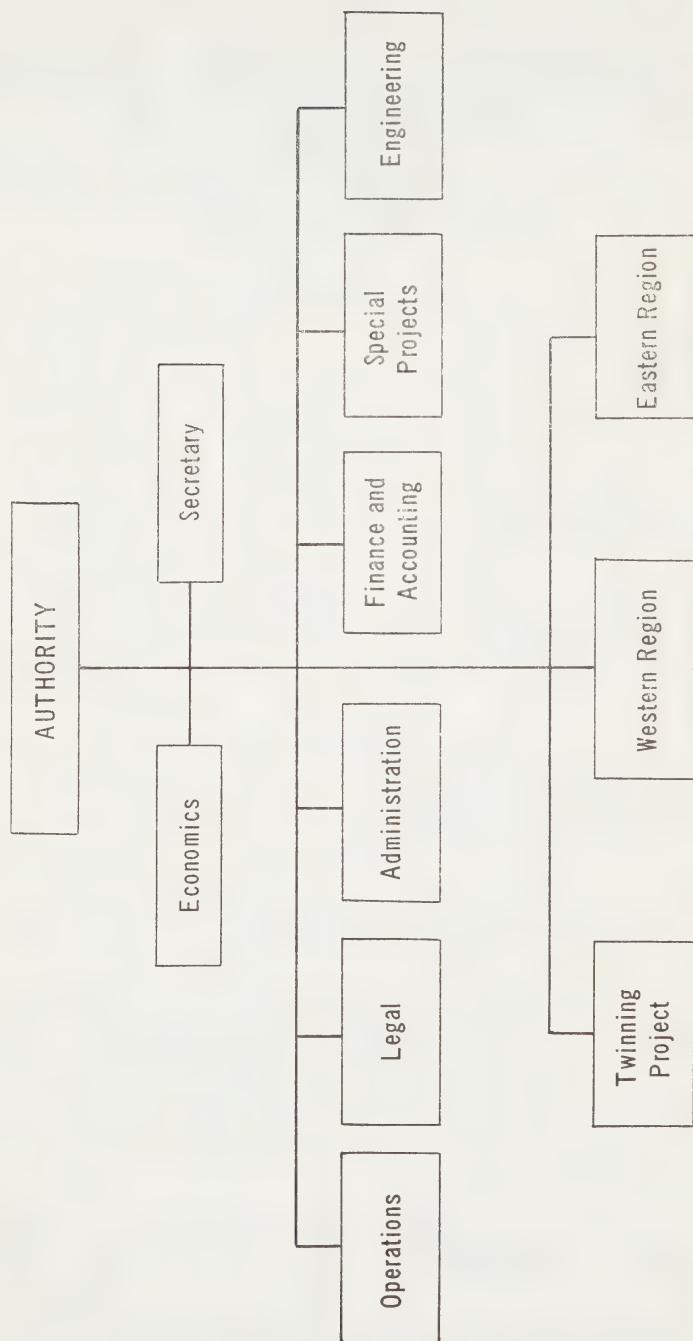 AUTHORITY
Economics
Secretary
Operations
Legal
Administration
Finance and
Accounting
Special
Projects
Engineering
Twinning
Project
Western Region
Eastern Region